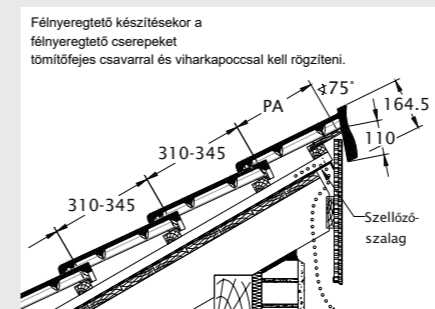 Félnyeregtető készítésekor a
félnyeregtető cserepeket
tömítőfejes csavarral és viharkapoccsal kell rögzíteni.
∢75°
PA
164.5
110
310-345
310-345
Szellőző-
szalag